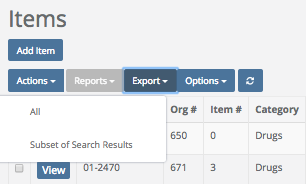 Items
Add Item
Actions Reports Export Options
All
Subset of Search Results
Org # Item # Category
650 0 Drugs
View 01-2470 671 3 Drugs